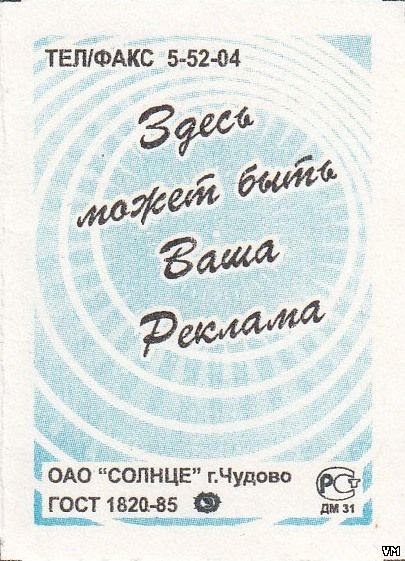 ТЕЛ/ФАКС 5-52-04
Здесь
может быть
Ваша
Реклама
ОАО "СОЛНЦЕ" г.Чудово
ГОСТ 1820-85
РСТ
ДМ 31
VM